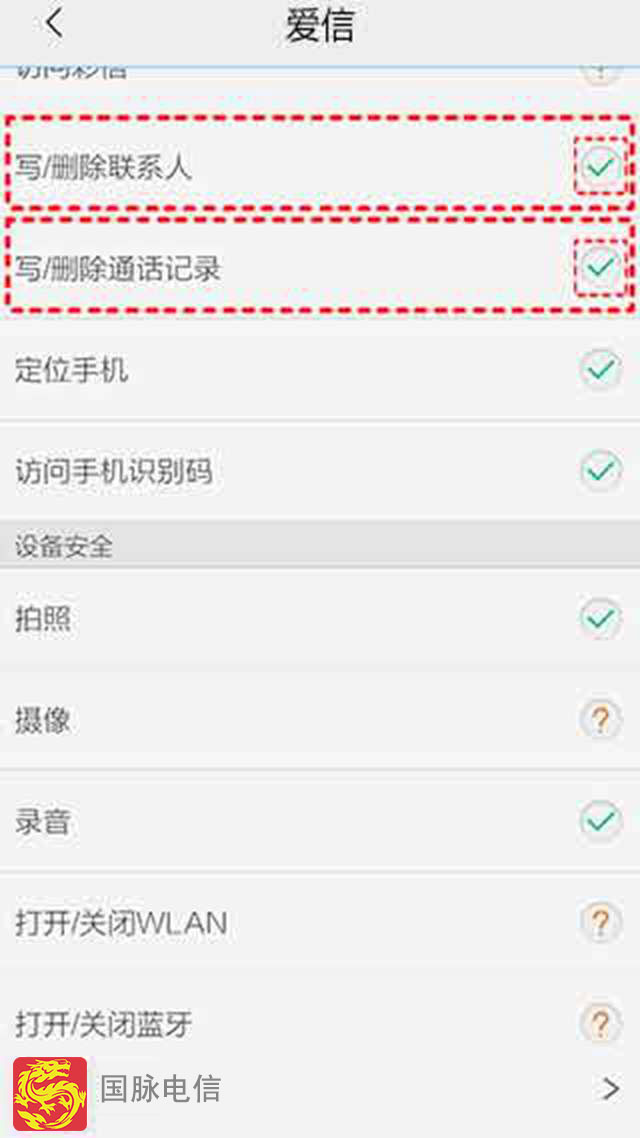 爱信
访问彩信
写/删除联系人
写/删除通话记录
定位手机
访问手机识别码
设备安全
拍照
摄像
?
录音
打开/关闭WLAN
?
打开/关闭蓝牙
?
国脉电信